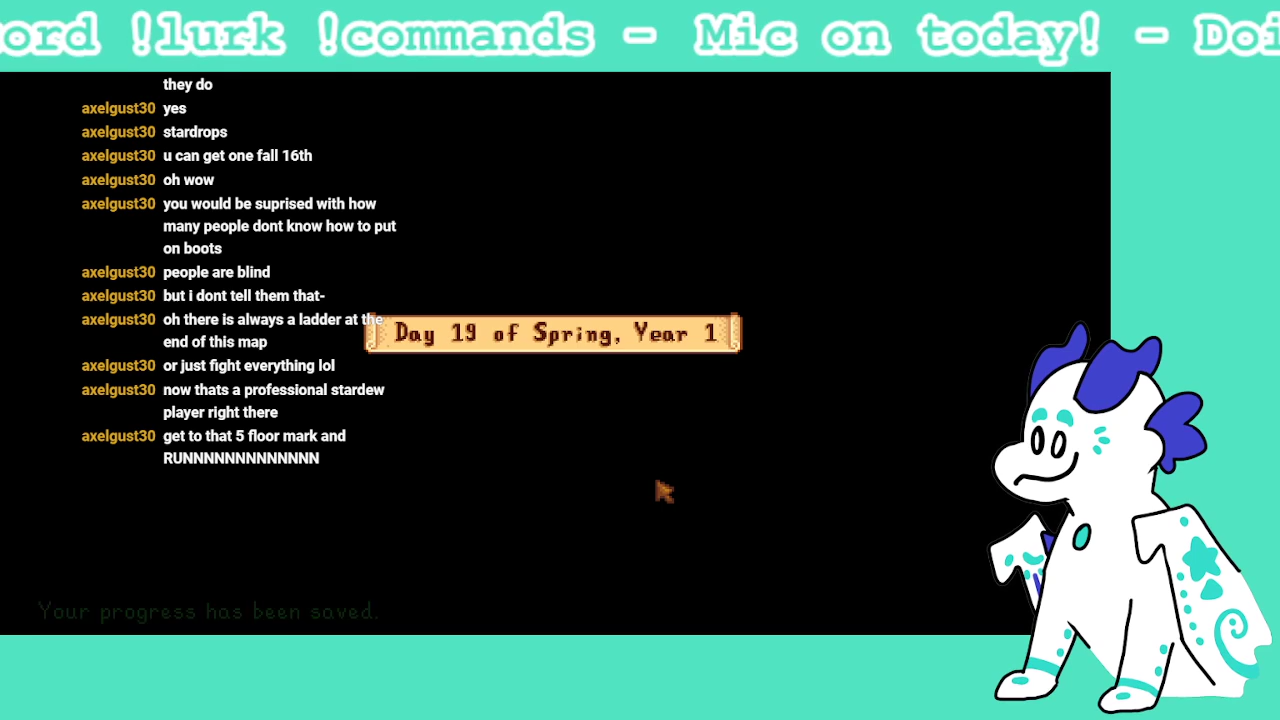 ord !lurk !commands - Mic on today! - Doi
they do
axelgust30 yes
axelgust30 stardrops
axelgust30 u can get one fall 16th
axelgust30 oh wow
axelgust30 you would be suprised with how
many people dont know how to put
on boots
axelgust30 people are blind
axelgust30 but i dont tell them that-
axelgust30 oh there is always a ladder at the
end of this map
Day 19 of Spring, Year 1
axelgust30 or just fight everything lol
axelgust30 now thats a professional stardew
player right there
axelgust30 get to that 5 floor mark and
RUNNNNNNNNNNNNN
Your progress has been saved.